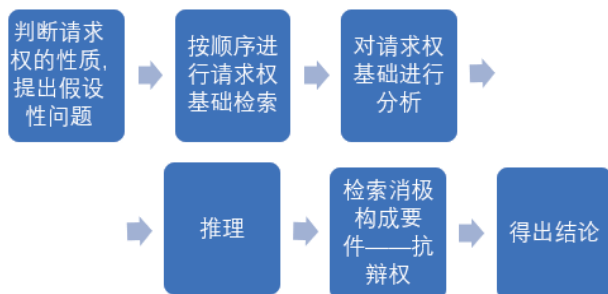 判断请求
权的性质,
提出假设
性问题
按顺序进
行请求权
基础检索
对请求权
基础进行
分析
推理
检索消极
构成要
件——抗
辩权
得出结论